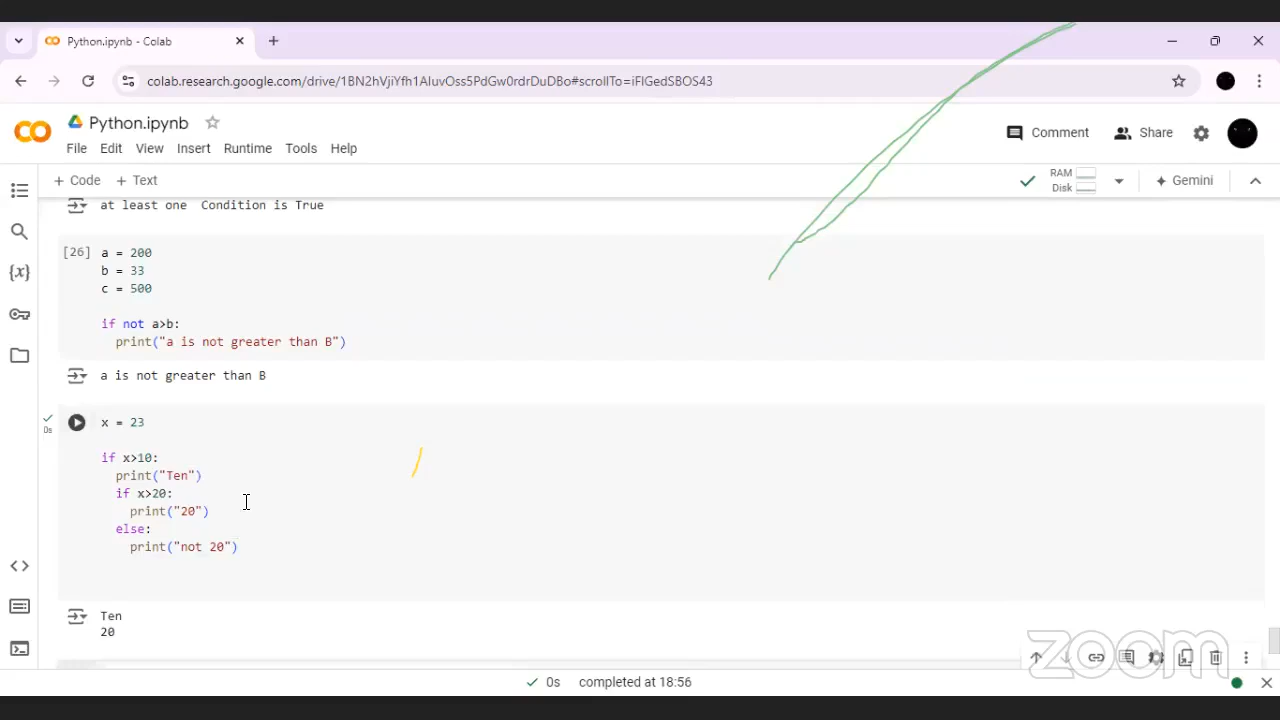 Python.ipynb - Colab
colab.research.google.com/drive/1BN2hVjiYfh1AIuvOss5PdGw0rdrDuDBo#scrollTo=iFlGedSBOS43
Python.ipynb
Comment
Share
File Edit View Insert Runtime Tools Help
+ Code + Text
RAM
Disk
Gemini
at least one  Condition is True
[26]
a = 200
b = 33
c = 500
if not a>b:
print("a is not greater than B")
a is not greater than B
0s
x = 23
if x>10:
print("Ten")
if x>20:
print("20")
else:
print("not 20")
Ten
20
zoom
0s completed at 18:56